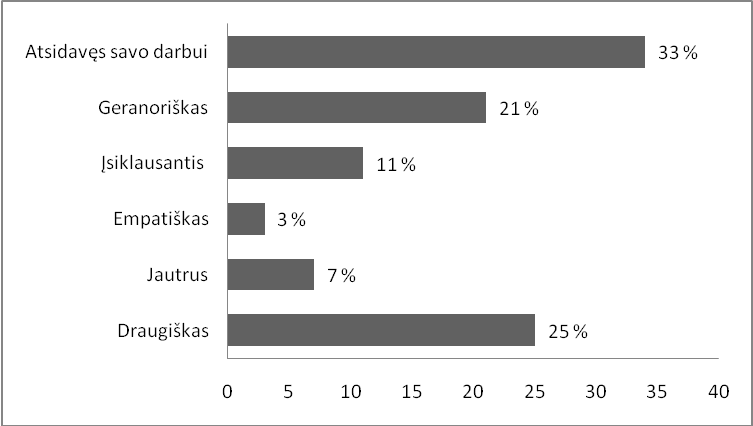 Atsidavęs savo darbui 33 %
Geranoriškas 21 %
Įsiklausantis 11 %
Empatiškas 3 %
Jautrus 7 %
Draugiškas 25 %
0 5 10 15 20 25 30 35 40